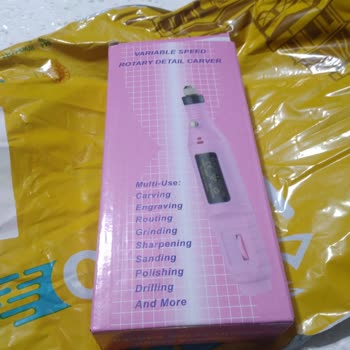 VARIABLE SPEED
ROTARY DETAIL CARVER
Multi-Use:
Carving
Engraving
Routing
Grinding
Sharpening
Sanding
Polishing
Drilling
And More